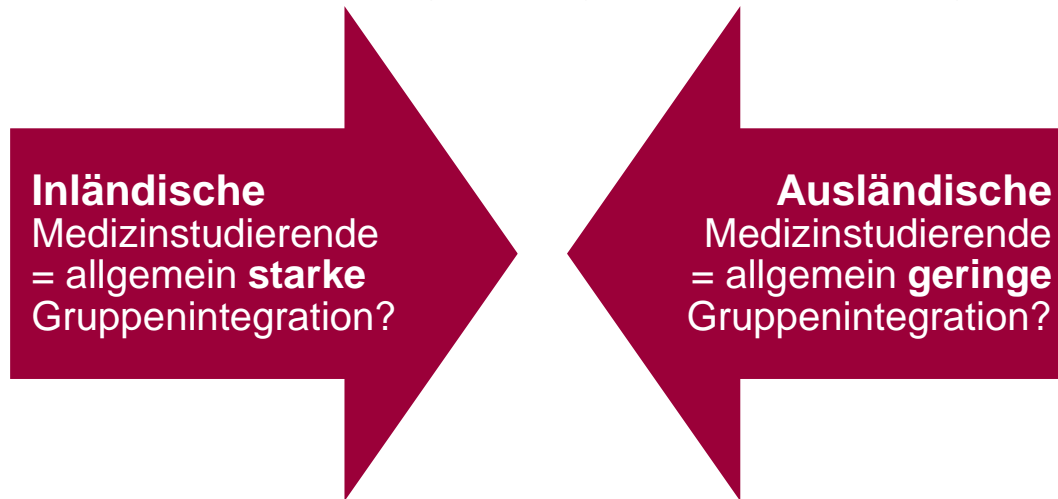 Inländische
Medizinstudierende
= allgemein starke
Gruppenintegration?
Ausländische
Medizinstudierende
= allgemein geringe
Gruppenintegration?